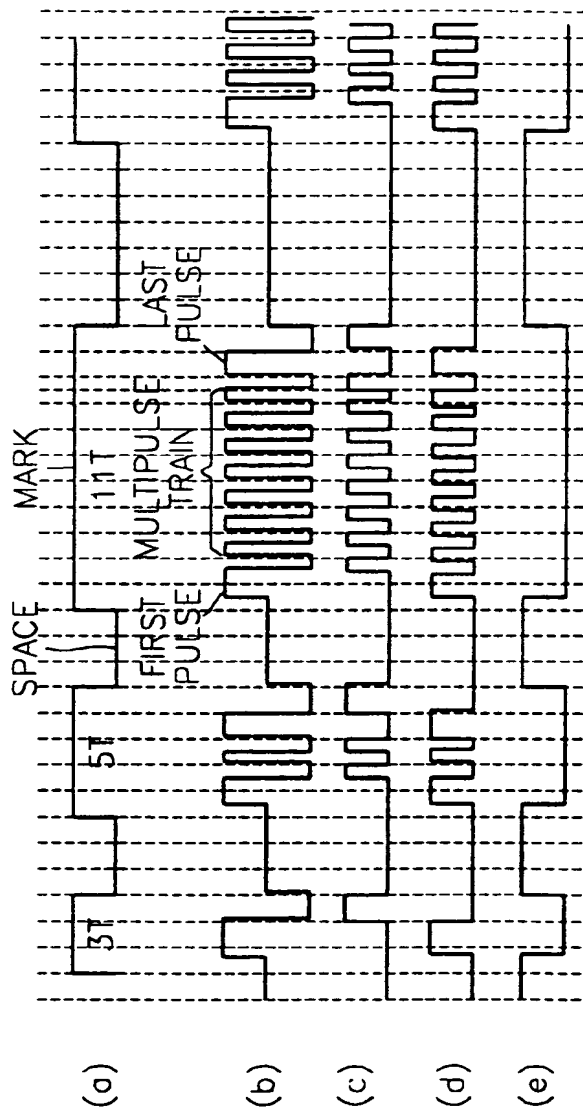 SPACE
MARK
3T
5T
11T
FIRST
PULSE
MULTIPULSE
TRAIN
LAST
PULSE
(a)
(b)
(c)
(d)
(e)